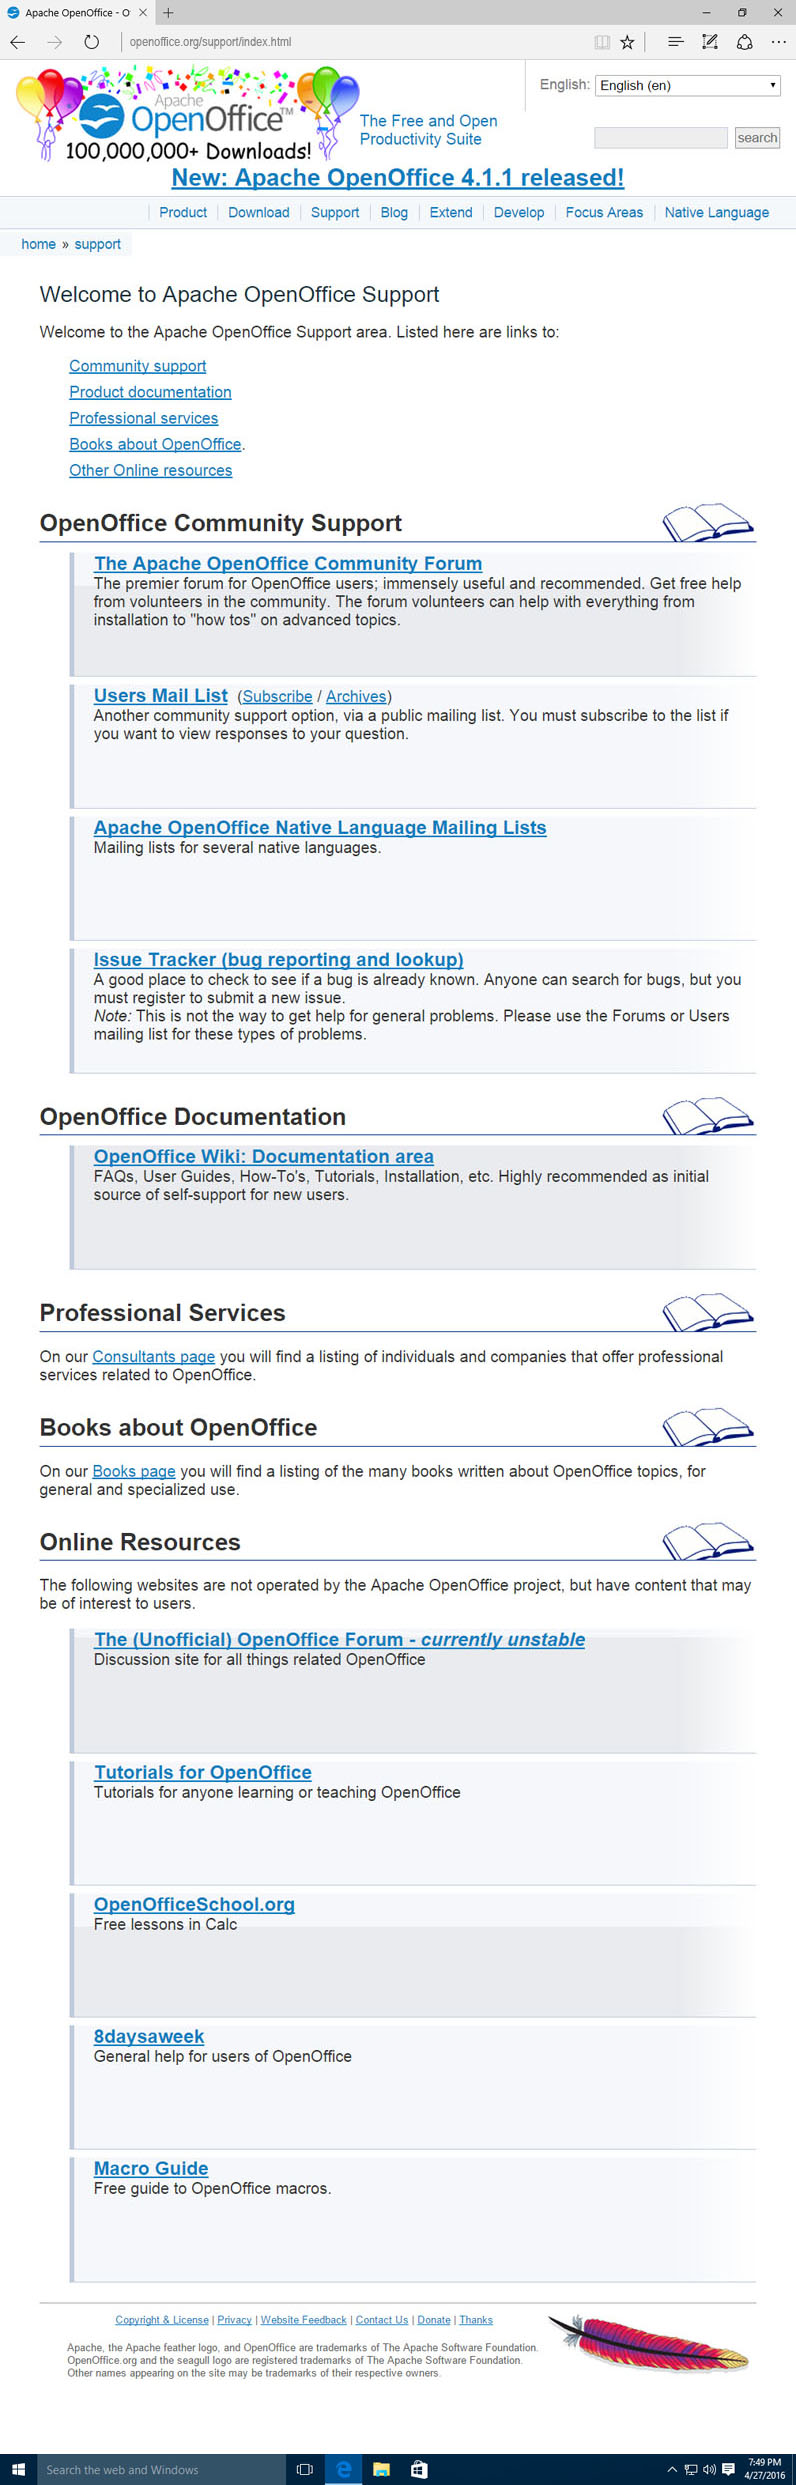 Apache OpenOffice - O
openoffice.org/support/index.html
Apache
OpenOffice™
100,000,000+ Downloads!
The Free and Open
Productivity Suite
English: English (en)
search
New: Apache OpenOffice 4.1.1 released!
Product Download Support Blog Extend Develop Focus Areas Native Language
home » support
Welcome to Apache OpenOffice Support
Welcome to the Apache OpenOffice Support area. Listed here are links to:
Community support
Product documentation
Professional services
Books about OpenOffice.
Other Online resources
OpenOffice Community Support
The Apache OpenOffice Community Forum
The premier forum for OpenOffice users; immensely useful and recommended. Get free help
from volunteers in the community. The forum volunteers can help with everything from
installation to "how tos" on advanced topics.
Users Mail List (Subscribe / Archives)
Another community support option, via a public mailing list. You must subscribe to the list if
you want to view responses to your question.
Apache OpenOffice Native Language Mailing Lists
Mailing lists for several native languages.
Issue Tracker (bug reporting and lookup)
A good place to check to see if a bug is already known. Anyone can search for bugs, but you
must register to submit a new issue.
Note: This is not the way to get help for general problems. Please use the Forums or Users
mailing list for these types of problems.
OpenOffice Documentation
OpenOffice Wiki: Documentation area
FAQs, User Guides, How-To's, Tutorials, Installation, etc. Highly recommended as initial
source of self-support for new users.
Professional Services
On our Consultants page you will find a listing of individuals and companies that offer professional
services related to OpenOffice.
Books about OpenOffice
On our Books page you will find a listing of the many books written about OpenOffice topics, for
general and specialized use.
Online Resources
The following websites are not operated by the Apache OpenOffice project, but have content that may
be of interest to users.
The (Unofficial) OpenOffice Forum - currently unstable
Discussion site for all things related OpenOffice
Tutorials for OpenOffice
Tutorials for anyone learning or teaching OpenOffice
OpenOfficeSchool.org
Free lessons in Calc
8daysaweek
General help for users of OpenOffice
Macro Guide
Free guide to OpenOffice macros.
Copyright & License | Privacy | Website Feedback | Contact Us | Donate | Thanks
Apache, the Apache feather logo, and OpenOffice are trademarks of The Apache Software Foundation.
OpenOffice.org and the seagull logo are registered trademarks of The Apache Software Foundation.
Other names appearing on the site may be trademarks of their respective owners.
Search the web and Windows
7:49 PM
4/27/2016